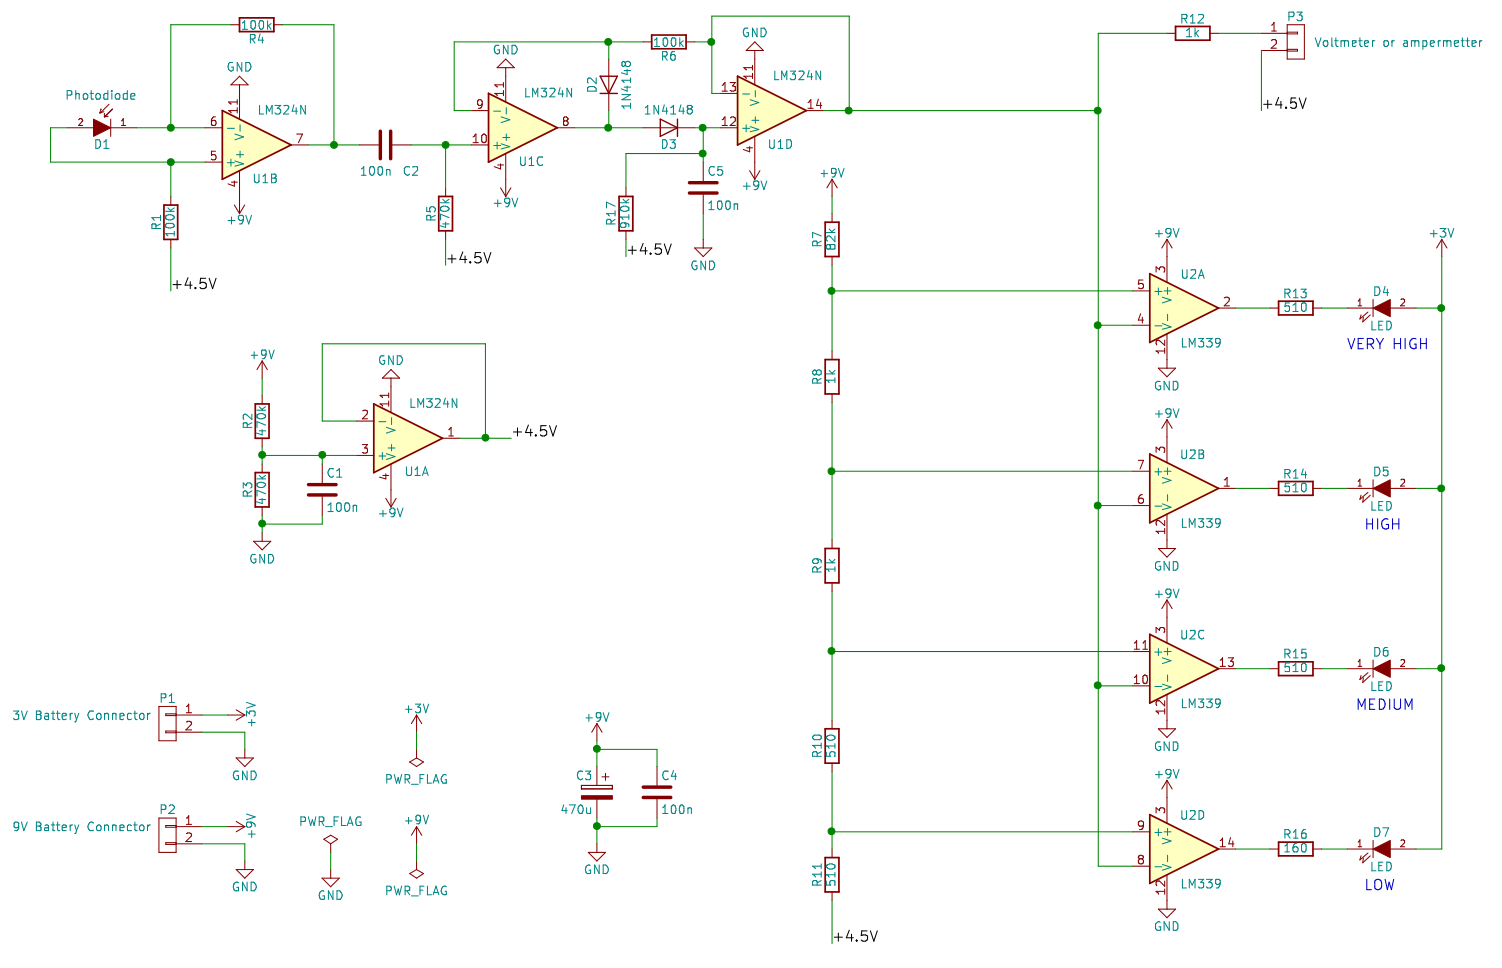 100k
R4
GND
Photodiode
2
1
D1
11
LM324N
6
5
7
V-
V+
4
U1B
+9V
R1
100k
+4.5V
100n C2
GND
11
LM324N
9
10
8
V-
V+
4
U1C
+9V
R5
470k
+4.5V
D2
1N4148
100k
R6
1N4148
D3
R17
910k
+4.5V
C5
100n
GND
GND
11
LM324N
13
12
14
V-
V+
4
U1D
+9V
R12
1k
P3
1
2
Voltmeter or ampermetter
+4.5V
+9V
R7
82k
R8
1k
R9
1k
R10
510
R11
510
+4.5V
+9V
3
U2A
5
4
2
V+
V-
12
LM339
GND
R13
510
D4
1
2
LED
VERY HIGH
+3V
+9V
3
U2B
7
6
1
V+
V-
12
LM339
GND
R14
510
D5
1
2
LED
HIGH
+9V
3
U2C
11
10
13
V+
V-
12
LM339
GND
R15
510
D6
1
2
LED
MEDIUM
+9V
3
U2D
9
8
14
V+
V-
12
LM339
GND
R16
160
D7
1
2
LED
LOW
+9V
R2
470k
R3
470k
GND
C1
100n
GND
11
LM324N
2
3
1
V-
V+
4
U1A
+9V
+4.5V
P1
3V Battery Connector
1
2
+3V
GND
P2
9V Battery Connector
1
2
+9V
GND
PWR_FLAG
GND
+3V
PWR_FLAG
+9V
PWR_FLAG
+9V
C3
+
470u
C4
100n
GND